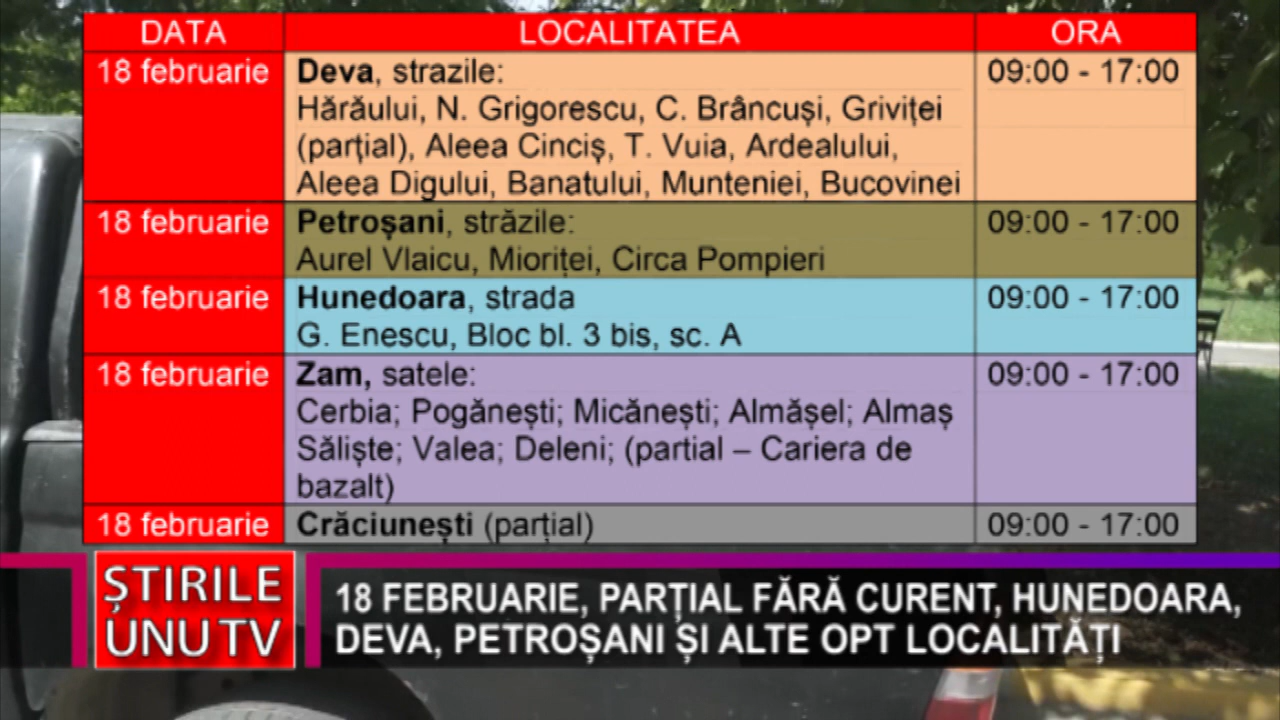 DATA LOCALITATEA ORA
18 februarie Deva, strazile: 09:00 - 17:00
Hărăului, N. Grigorescu, C. Brâncuși, Griviței
(parțial), Aleea Cinciș, T. Vuia, Ardealului,
Aleea Digului, Banatului, Munteniei, Bucovinei
18 februarie Petroșani, străzile: 09:00 - 17:00
Aurel Vlaicu, Mioriței, Circa Pompieri
18 februarie Hunedoara, strada 09:00 - 17:00
G. Enescu, Bloc bl. 3 bis, sc. A
18 februarie Zam, satele: 09:00 - 17:00
Cerbia; Pogănești; Micănești; Almășel; Almaș
Săliște; Valea; Deleni; (partial – Cariera de
bazalt)
18 februarie Crăciunești (parțial) 09:00 - 17:00
ȘTIRILE
UNU TV
18 FEBRUARIE, PARȚIAL FĂRĂ CURENT, HUNEDOARA,
DEVA, PETROȘANI ȘI ALTE OPT LOCALITĂȚI